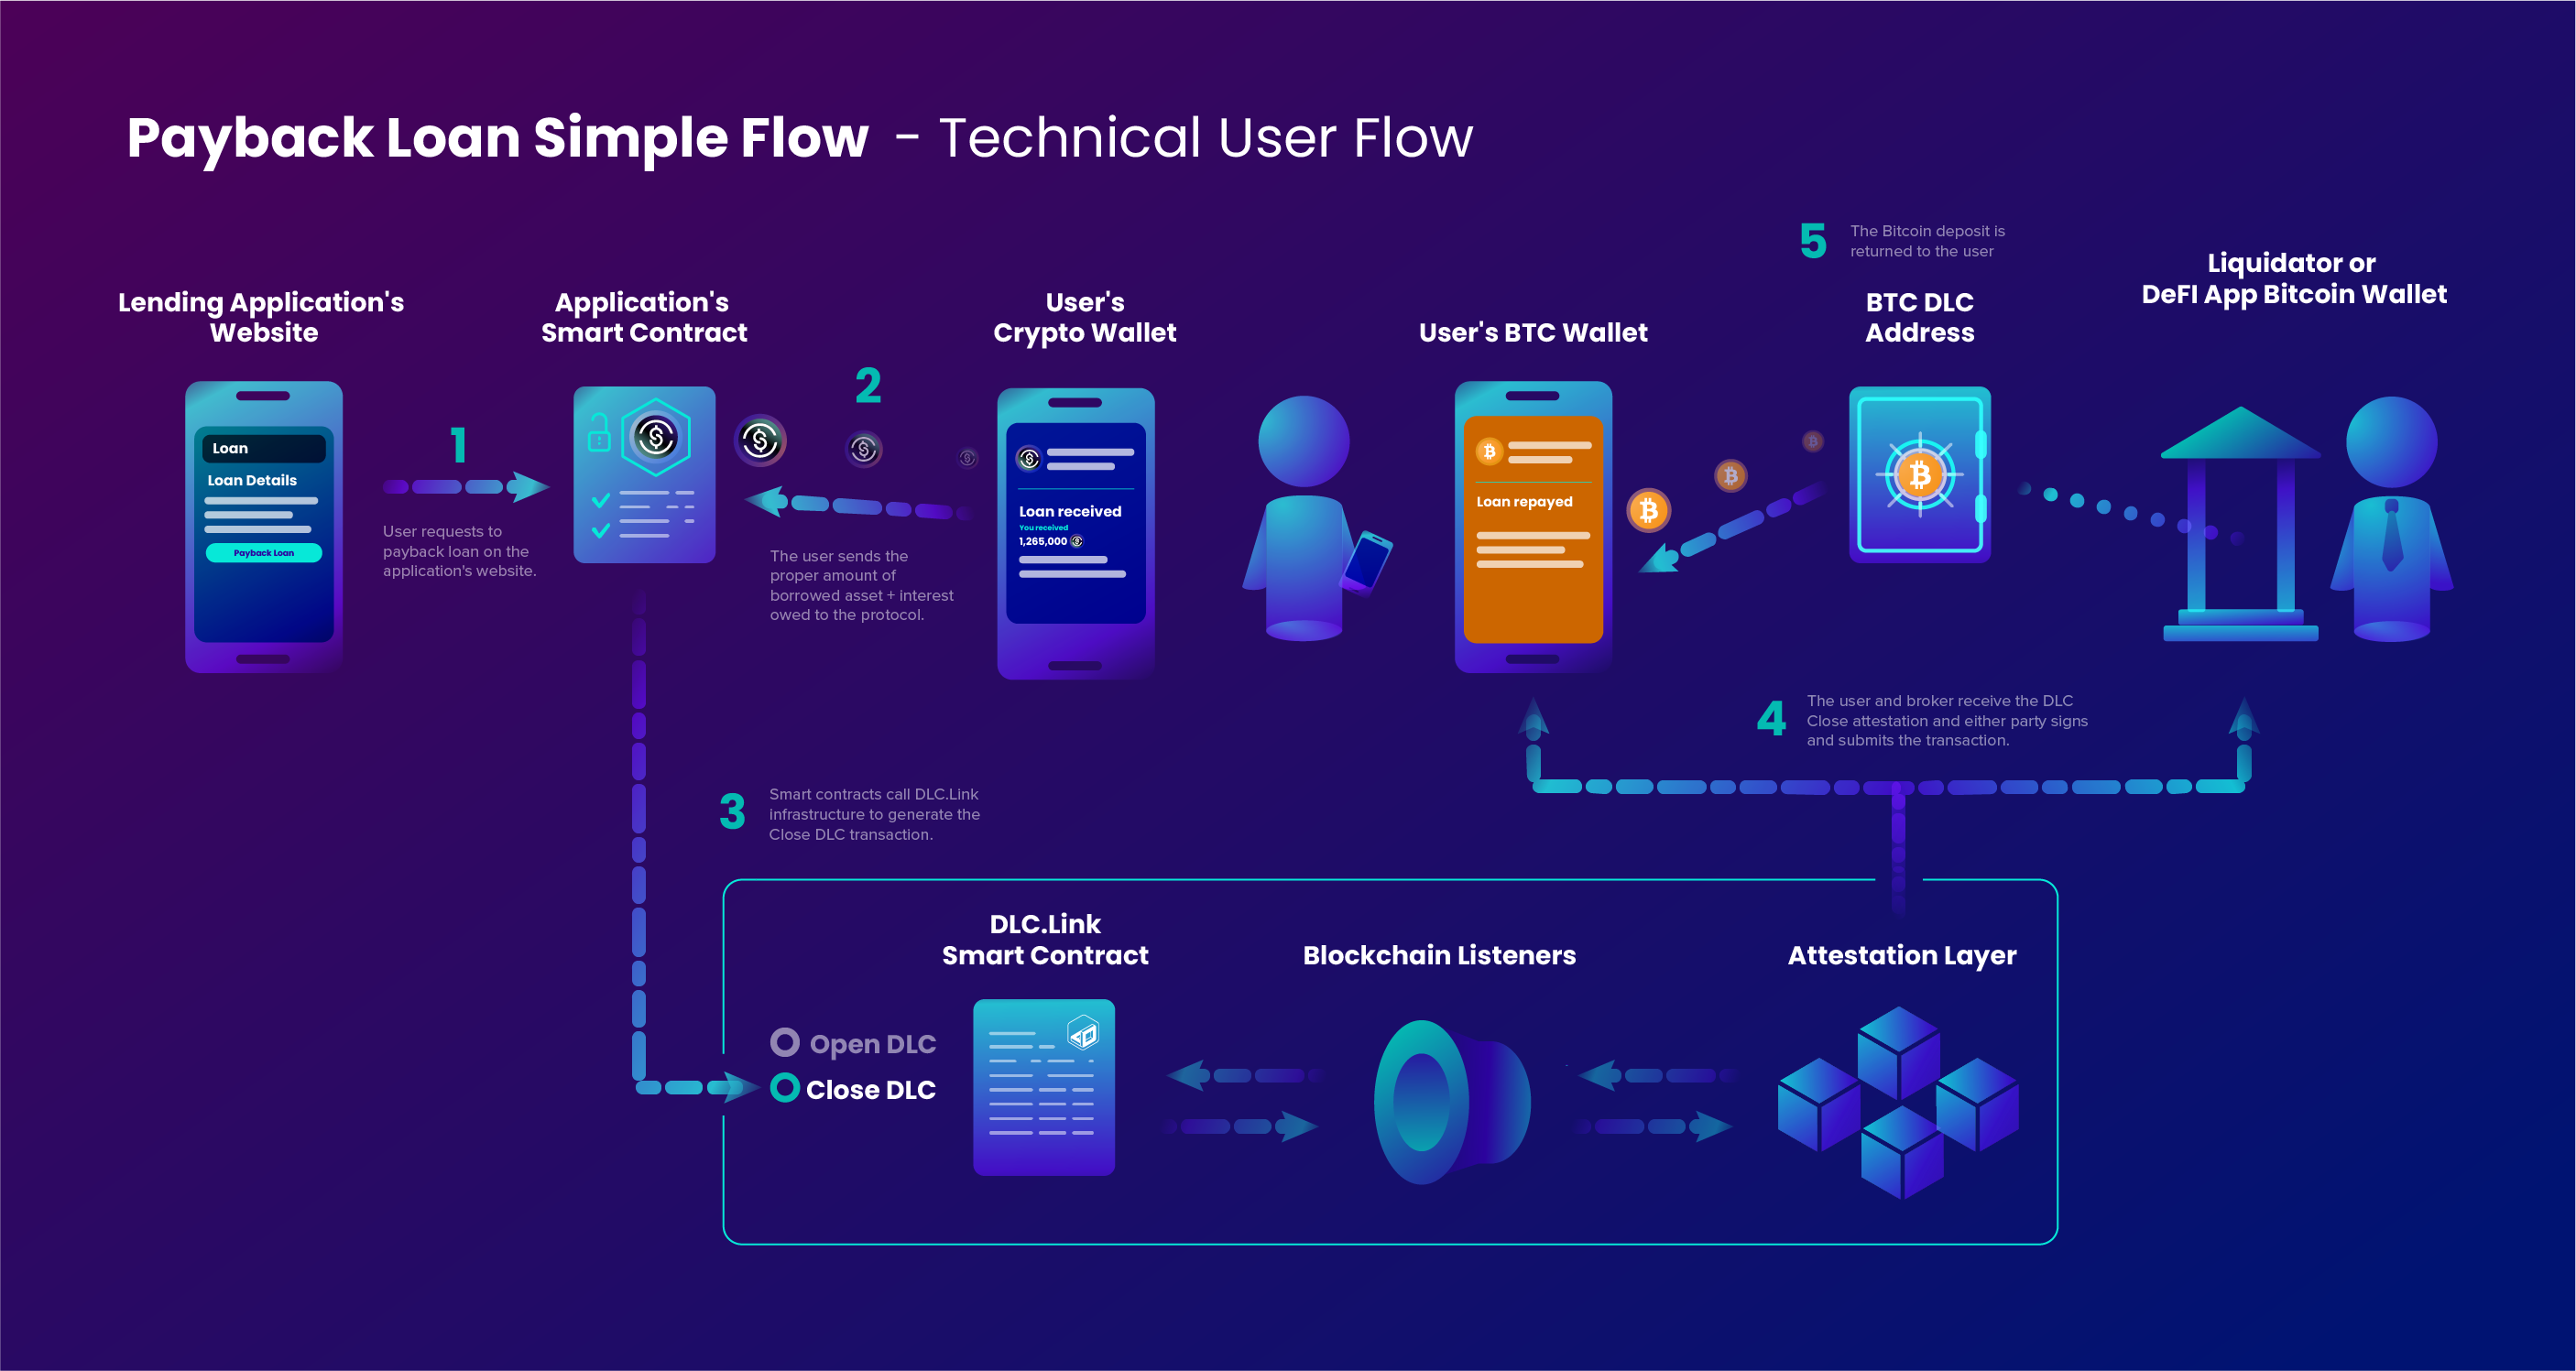 Payback Loan Simple Flow - Technical User Flow
5
The Bitcoin deposit is
returned to the user
Lending Application's
Website
Application's
Smart Contract
User's
Crypto Wallet
User's BTC Wallet
BTC DLC
Address
Liquidator or
DeFI App Bitcoin Wallet
Loan
Loan Details
Payback Loan
1
User requests to
payback loan on the
application's website.
2
The user sends the
proper amount of
borrowed asset + interest
owed to the protocol.
Loan received
You received
1,265,000
Loan repayed
4
The user and broker receive the DLC
Close attestation and either party signs
and submits the transaction.
3
Smart contracts call DLC.Link
infrastructure to generate the
Close DLC transaction.
DLC.Link
Smart Contract
Blockchain Listeners
Attestation Layer
Open DLC
Close DLC